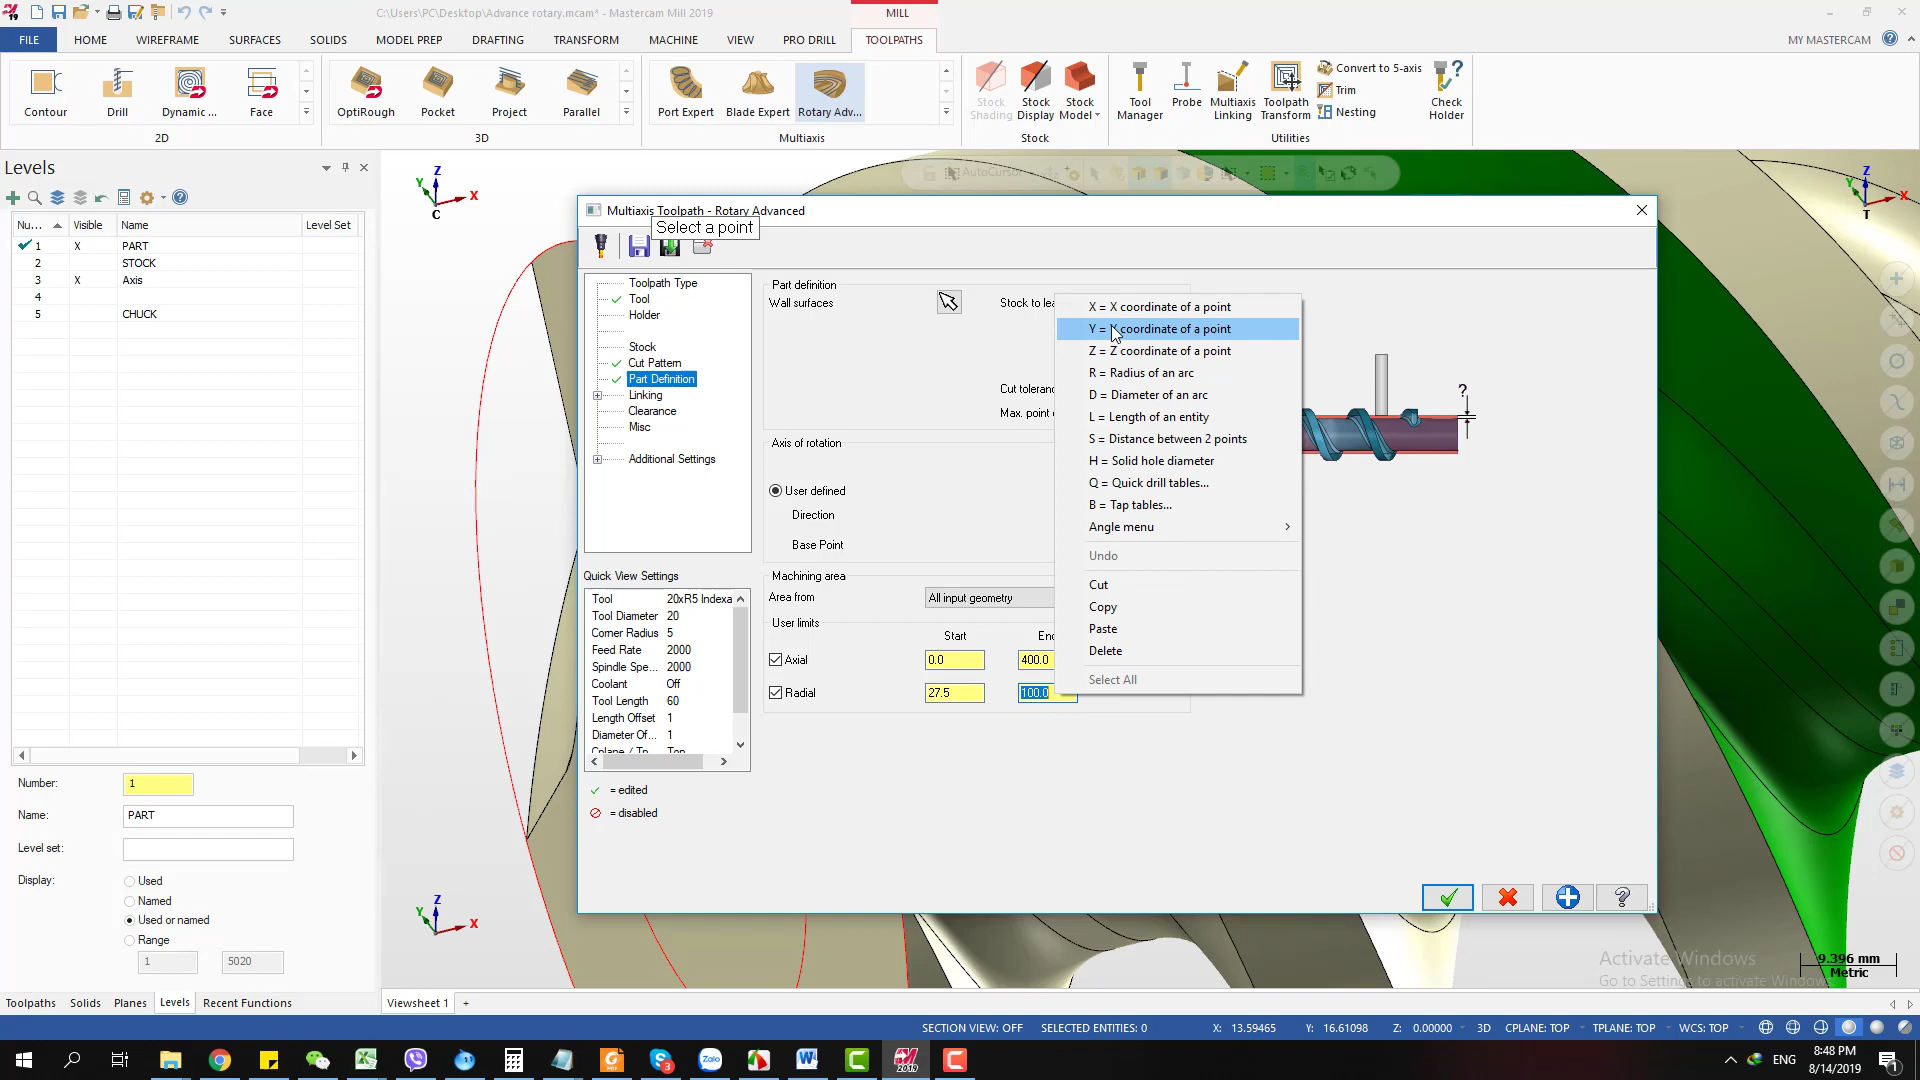 C:\Users\PC\Desktop\Advance rotary.mcam* - Mastercam Mill 2019
MILL
FILE HOME WIREFRAME SURFACES SOLIDS MODEL PREP DRAFTING TRANSFORM MACHINE VIEW PRO DRILL TOOLPATHS MY MASTERCAM
Contour Drill Dynamic ... Face
2D
OptiRough Pocket Project Parallel
3D
Port Expert Blade Expert Rotary Adv...
Multiaxis
Stock Shading Stock Display Stock Model
Stock
Tool Manager Probe Multiaxis Linking Toolpath Transform
Convert to 5-axis
Trim
Nesting
Check Holder
Utilities
Levels
Nu... Visible Name Level Set
1 X PART
2 STOCK
3 X Axis
4
5 CHUCK
Number: 1
Name: PART
Level set:
Display: Used
Named
Used or named
Range
1 5020
Toolpaths Solids Planes Levels Recent Functions
Z
Y
X
C
AutoCursor
Z
Y
X
T
Multiaxis Toolpath - Rotary Advanced
Select a point
Toolpath Type
Tool
Holder
Stock
Cut Pattern
Part Definition
Linking
Clearance
Misc
Additional Settings
Quick View Settings
Tool 20xR5 Indexa
Tool Diameter 20
Corner Radius 5
Feed Rate 2000
Spindle Spe... 2000
Coolant Off
Tool Length 60
Length Offset 1
Diameter Of... 1
Cplane / Tp... Top
= edited
= disabled
Part definition
Wall surfaces
Stock to lea
Cut toleranc
Max. point
Axis of rotation
User defined
Direction
Base Point
Machining area
Area from All input geometry
User limits
Start En
Axial 0.0 400.0
Radial 27.5 100.0
X = X coordinate of a point
Y = Y coordinate of a point
Z = Z coordinate of a point
R = Radius of an arc
D = Diameter of an arc
L = Length of an entity
S = Distance between 2 points
H = Solid hole diameter
Q = Quick drill tables...
B = Tap tables...
Angle menu
Undo
Cut
Copy
Paste
Delete
Select All
?
Z
Y
X
Activate Windows
Go to Settings to activate Windows.
9.396 mm
Metric
Viewsheet 1 +
SECTION VIEW: OFF SELECTED ENTITIES: 0 X: 13.59465 Y: 16.61098 Z: 0.00000 3D CPLANE: TOP TPLANE: TOP WCS: TOP
ENG
8:48 PM
8/14/2019